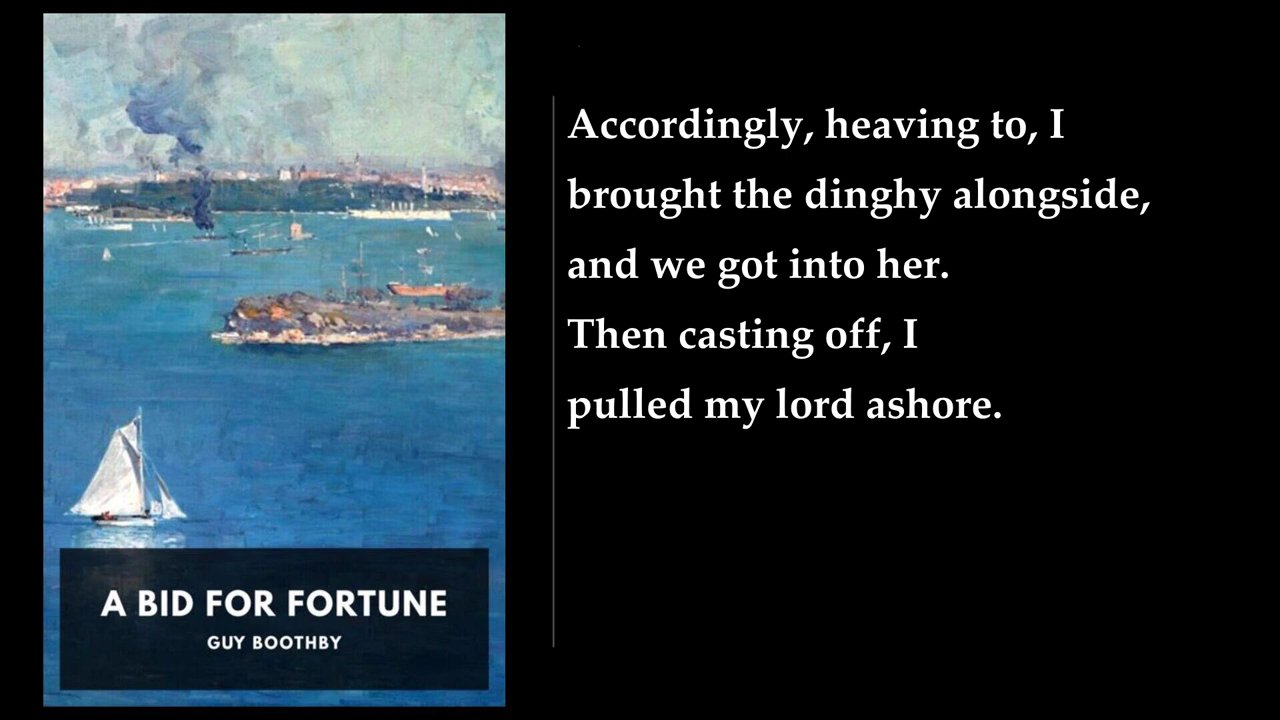 Accordingly, heaving to, I
brought the dinghy alongside,
and we got into her.
Then casting off, I
pulled my lord ashore.
A BID FOR FORTUNE
GUY BOOTHBY